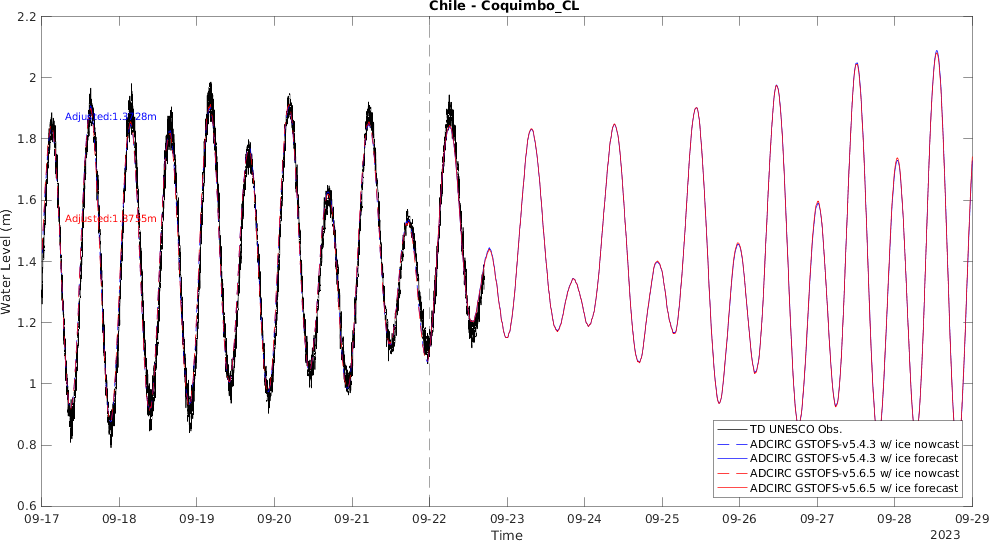 Chile - Coquimbo_CL
2.2
2
1.8
1.6
1.4
1.2
1
0.8
0.6
Water Level (m)
TD UNESCO Obs.
ADCIRC GSTOFS-v5.4.3 w/ ice nowcast
ADCIRC GSTOFS-v5.4.3 w/ ice forecast
ADCIRC GSTOFS-v5.6.5 w/ ice nowcast
ADCIRC GSTOFS-v5.6.5 w/ ice forecast
09-17 09-18 09-19 09-20 09-21 09-22 09-23 09-24 09-25 09-26 09-27 09-28 09-29
Time
2023